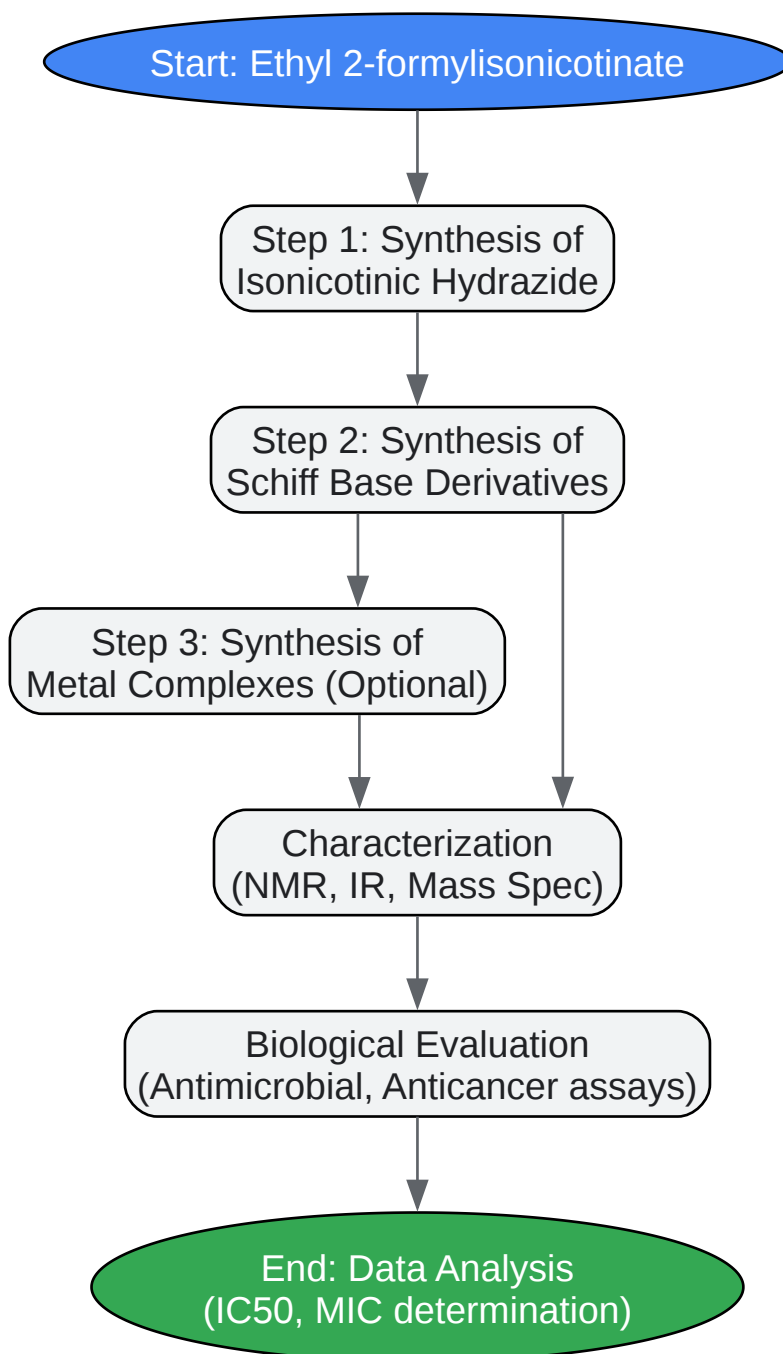 Start: Ethyl 2-formylisonicotinate
Step 1: Synthesis of
Isonicotinic Hydrazide
Step 2: Synthesis of
Schiff Base Derivatives
Step 3: Synthesis of
Metal Complexes (Optional)
Characterization
(NMR, IR, Mass Spec)
Biological Evaluation
(Antimicrobial, Anticancer assays)
End: Data Analysis
(IC50, MIC determination)